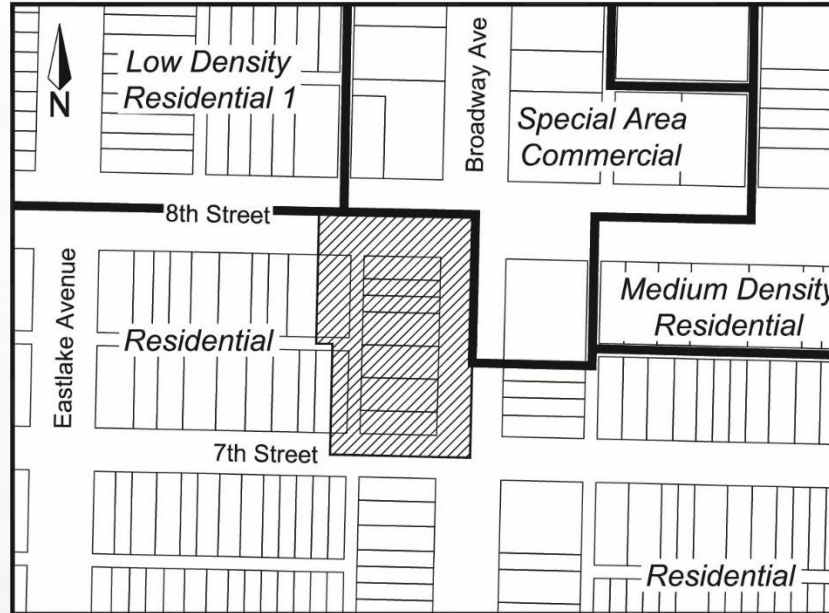 Low Density
Residential 1
N
Broadway Ave
Special Area
Commercial
8th Street
Eastlake Avenue
Residential
Medium Density
Residential
7th Street
Residential